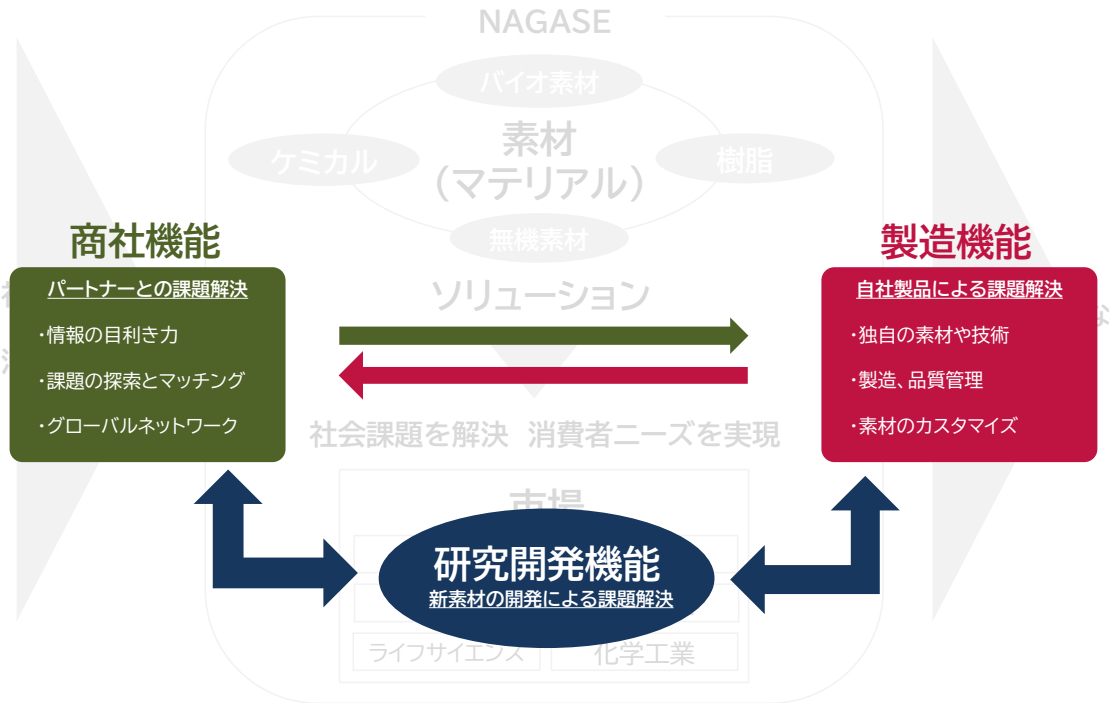 NAGASE
バイオ素材
素材
（マテリアル）
ケミカル
樹脂
無機素材
ソリューション
商社機能
パートナーとの課題解決
・情報の目利き力
・課題の探索とマッチング
・グローバルネットワーク
製造機能
自社製品による課題解決
・独自の素材や技術
・製造、品質管理
・素材のカスタマイズ
社会課題を解決 消費者ニーズを実現
市場
研究開発機能
新素材の開発による課題解決
ライフサイエンス
化学工業